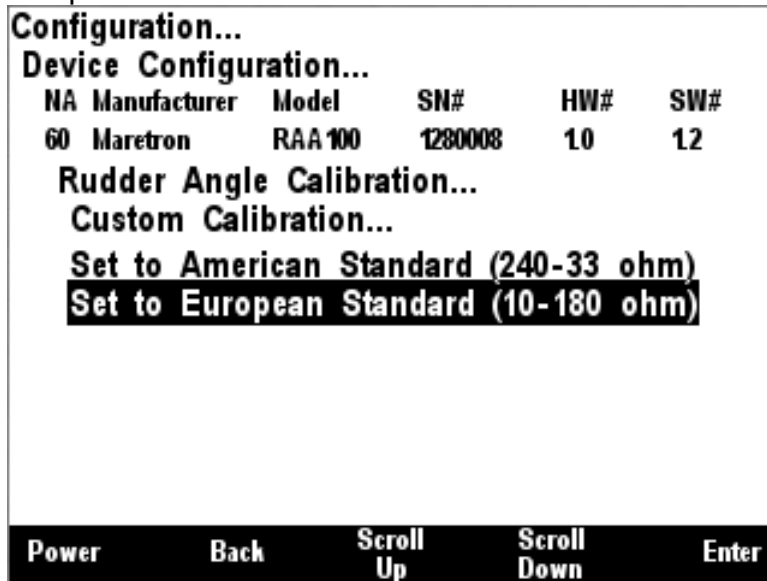 Configuration...
Device Configuration...
NA Manufacturer Model SN# HW# SW#
60 Maretron RAA100 1280008 1.0 1.2
Rudder Angle Calibration...
Custom Calibration...
Set to American Standard (240-33 ohm)
Set to European Standard (10-180 ohm)
Power Back Scroll Up Scroll Down Enter